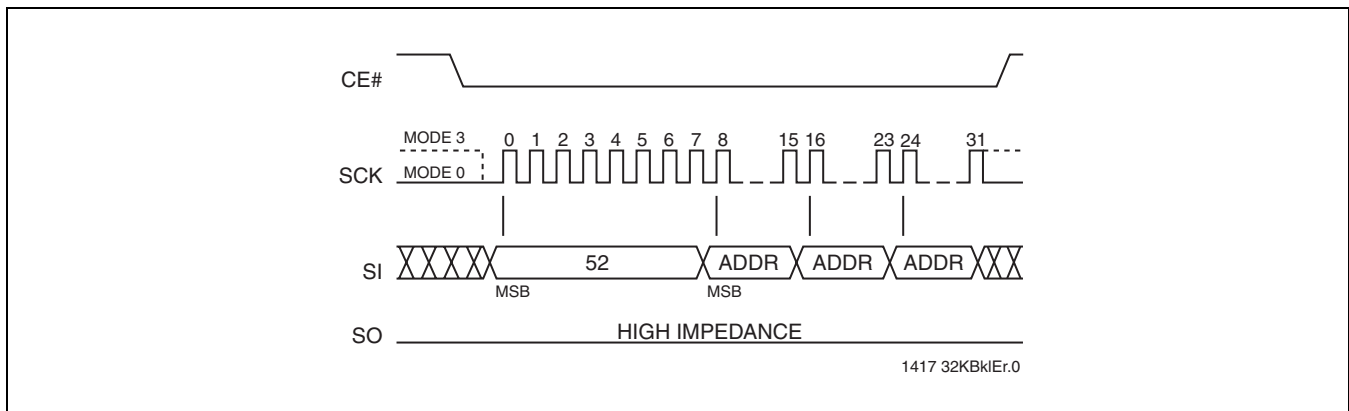 CE#
MODE 3
0 1 2 3 4 5 6 7 8 15 16 23 24 31
SCK
MODE 0
SI
52 ADDR ADDR ADDR
MSB MSB
SO
HIGH IMPEDANCE
1417 32KBklEr.0